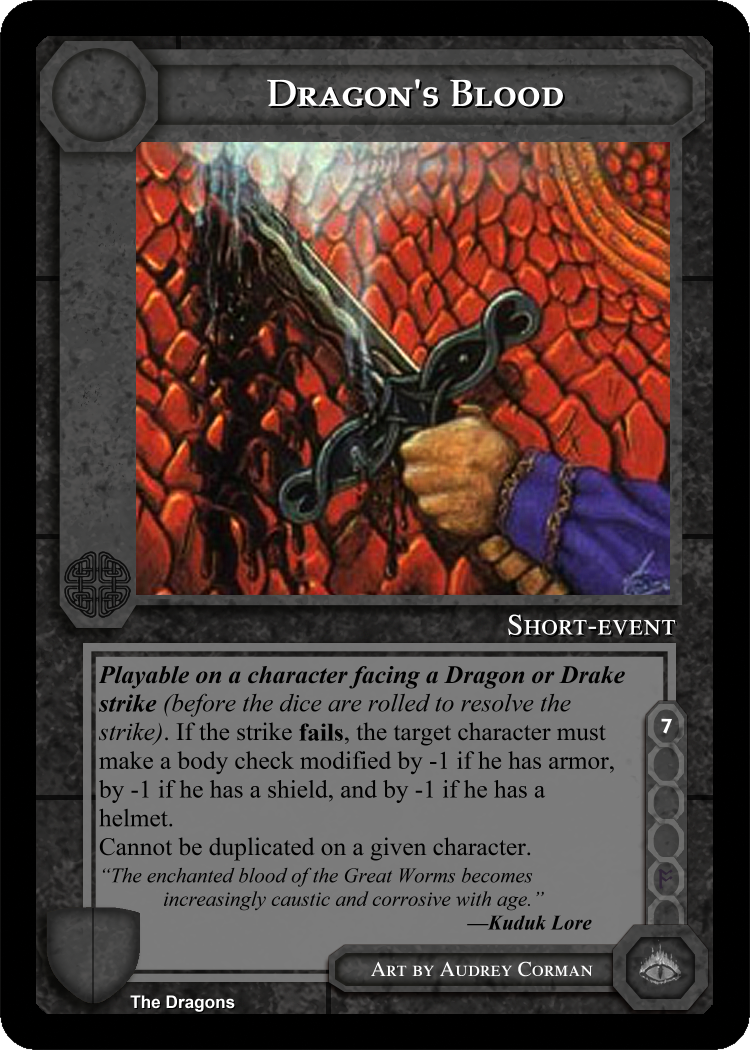 Dragon's Blood
Short-event
Playable on a character facing a Dragon or Drake
strike (before the dice are rolled to resolve the
strike). If the strike fails, the target character must
make a body check modified by -1 if he has armor,
by -1 if he has a shield, and by -1 if he has a
helmet.
Cannot be duplicated on a given character.
“The enchanted blood of the Great Worms becomes
increasingly caustic and corrosive with age.”
—Kuduk Lore
7
Art by Audrey Corman
The Dragons